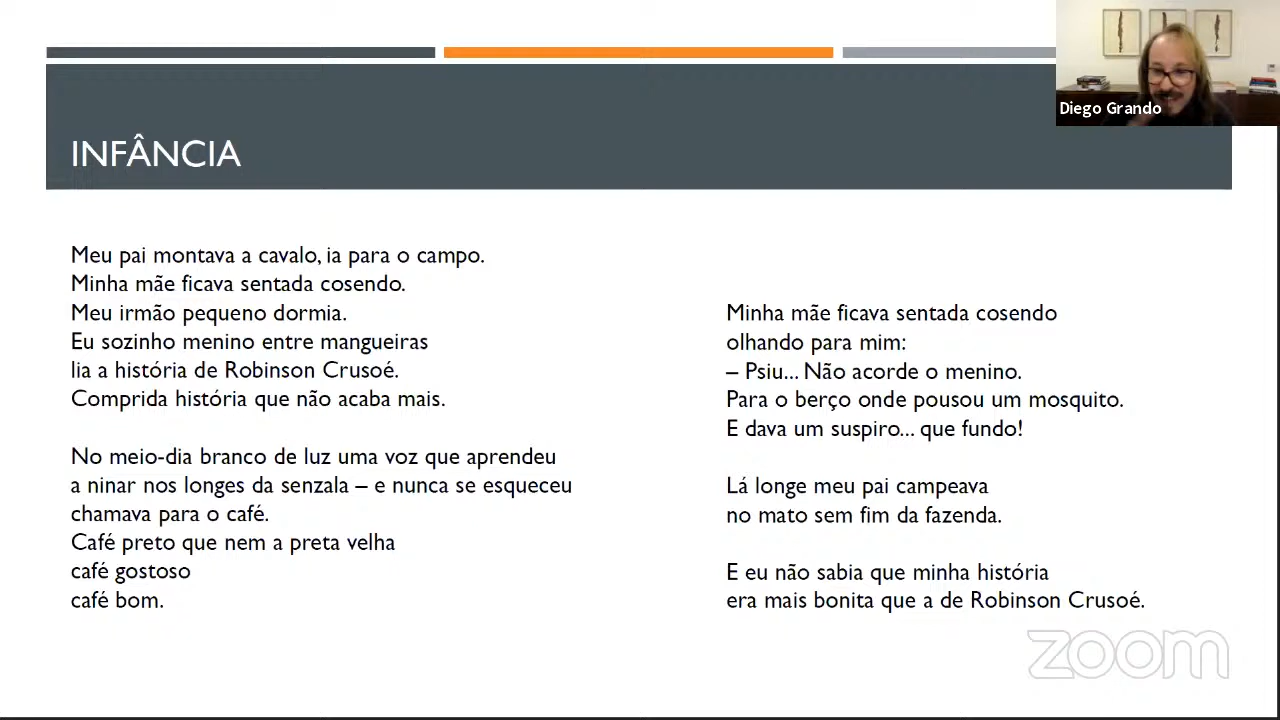 Diego Grando
INFÂNCIA
Meu pai montava a cavalo, ia para o campo.
Minha mãe ficava sentada cosendo.
Meu irmão pequeno dormia.
Eu sozinho menino entre mangueiras
lia a história de Robinson Crusoé.
Comprida história que não acaba mais.
No meio-dia branco de luz uma voz que aprendeu
a ninar nos longes da senzala – e nunca se esqueceu
chamava para o café.
Café preto que nem a preta velha
café gostoso
café bom.
Minha mãe ficava sentada cosendo
olhando para mim:
– Psiu... Não acorde o menino.
Para o berço onde pousou um mosquito.
E dava um suspiro... que fundo!
Lá longe meu pai campeava
no mato sem fim da fazenda.
E eu não sabia que minha história
era mais bonita que a de Robinson Crusoé.
zoom